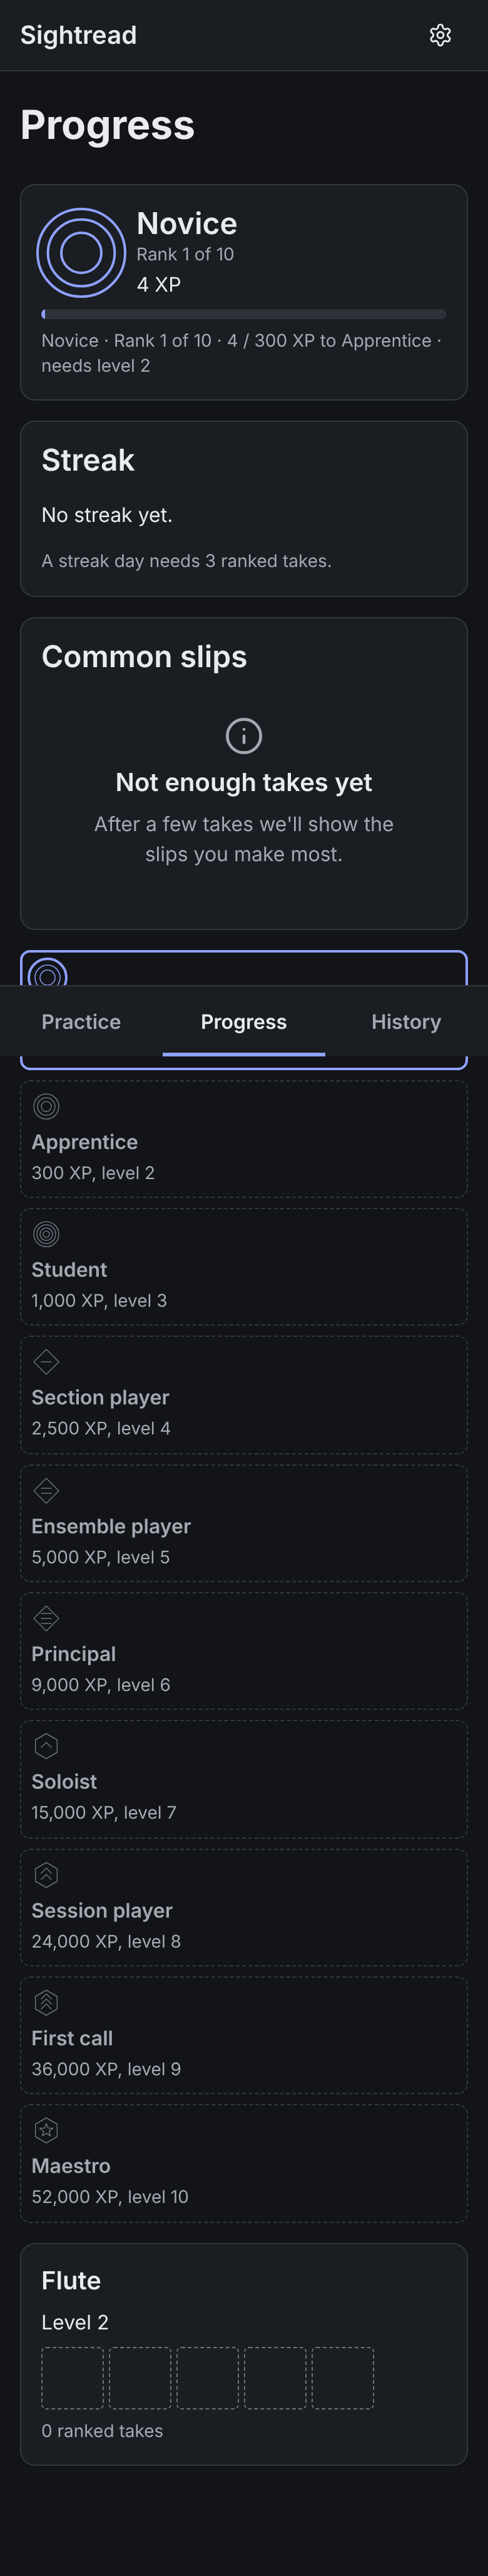 Sightread
Progress
Novice
Rank 1 of 10
4 XP
Novice · Rank 1 of 10 · 4 / 300 XP to Apprentice ·
needs level 2
Streak
No streak yet.
A streak day needs 3 ranked takes.
Common slips
Not enough takes yet
After a few takes we'll show the
slips you make most.
Practice Progress History
Apprentice
300 XP, level 2
Student
1,000 XP, level 3
Section player
2,500 XP, level 4
Ensemble player
5,000 XP, level 5
Principal
9,000 XP, level 6
Soloist
15,000 XP, level 7
Session player
24,000 XP, level 8
First call
36,000 XP, level 9
Maestro
52,000 XP, level 10
Flute
Level 2
0 ranked takes